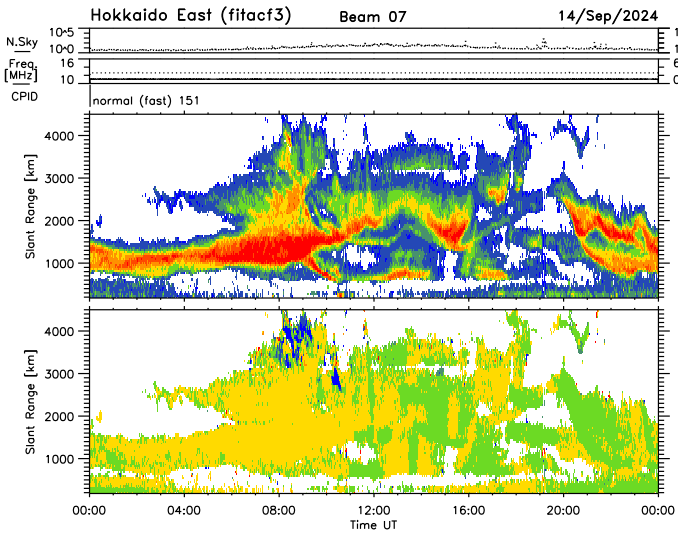 Hokkaido East (fitacf3) Beam 07 14/Sep/2024
N.Sky 10^5 10^0 1 1
Freq. [MHz] 16 10 6 0
CPID normal (fast) 151
Slant Range [km] 4000 3000 2000 1000
Slant Range [km] 4000 3000 2000 1000
00:00 04:00 08:00 12:00 16:00 20:00 00:00
Time UT